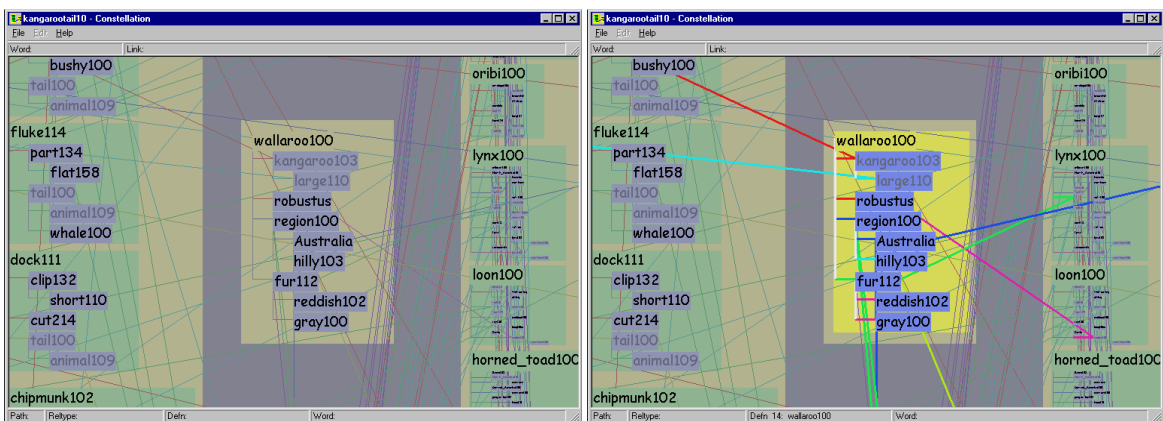 kangarootail10 - Constellation
File Edit Help
Word: Link:
bushy100
tail100
animal109
fluke114
part134
flat158
tail100
animal109
whale100
dock111
clip132
short110
cut214
tail100
animal109
chipmunk102
wallaroo100
kangaroo103
large110
robustus
region100
Australia
hilly103
fur112
reddish102
gray100
oribi100
lynx100
loon100
horned_toad100
Path: Reltype: Defn: Word:
kangarootail10 - Constellation
File Edit Help
Word: Link:
bushy100
tail100
animal109
fluke114
part134
flat158
tail100
animal109
whale100
dock111
clip132
short110
cut214
tail100
animal109
chipmunk102
wallaroo100
kangaroo103
large110
robustus
region100
Australia
hilly103
fur112
reddish102
gray100
oribi100
lynx100
loon100
horned_toad100
Path: Reltype: Defn 14: wallaroo100 Word: